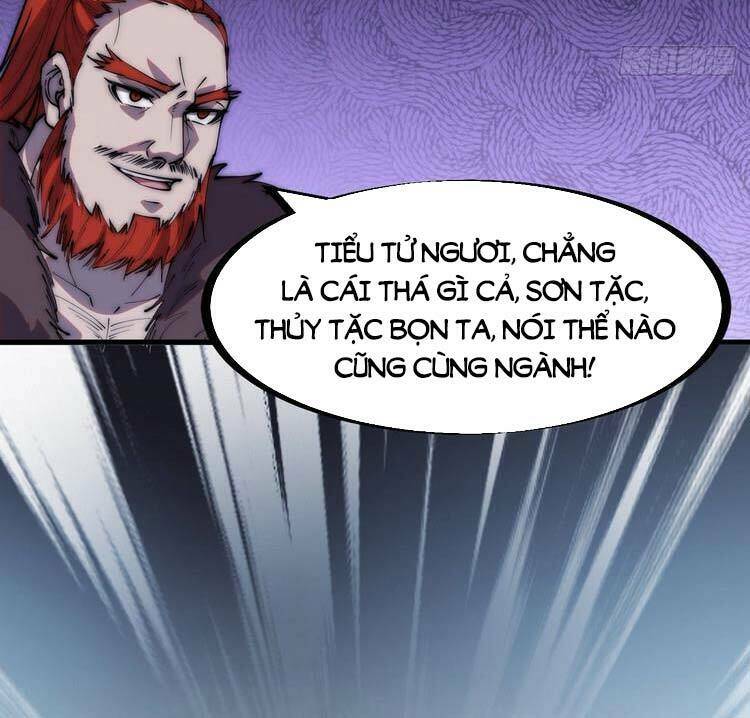 TIỂU TỬ NGƯƠI, CHẲNG
LÀ CÁI THÁ GÌ CẢ, SƠN TẶC,
THỦY TẶC BỌN TA, NÓI THẾ NÀO
CŨNG CÙNG NGÀNH!